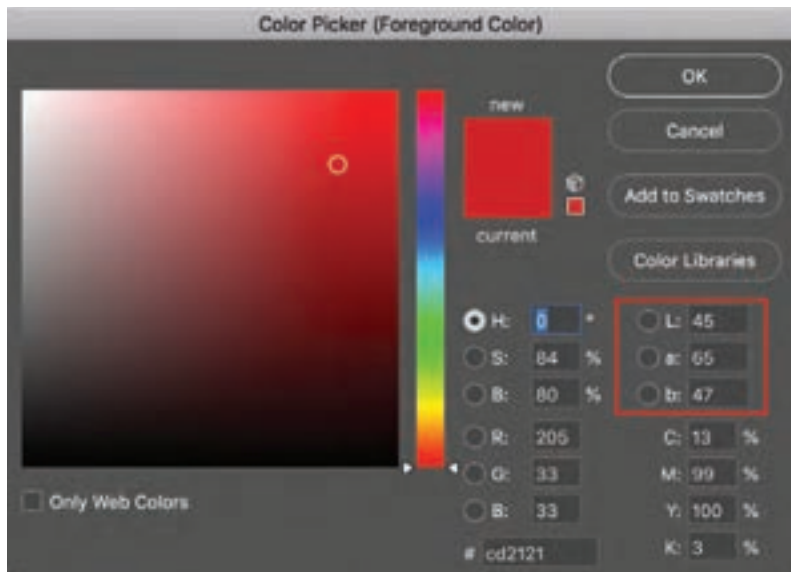 Color Picker (Foreground Color)
new
current
OK
Cancel
Add to Swatches
Color Libraries
H: 0 °
S: 84 %
B: 80 %
R: 205
G: 33
B: 33
# cd2121
L: 45
a: 65
b: 47
C: 13 %
M: 99 %
Y: 100 %
K: 3 %
Only Web Colors